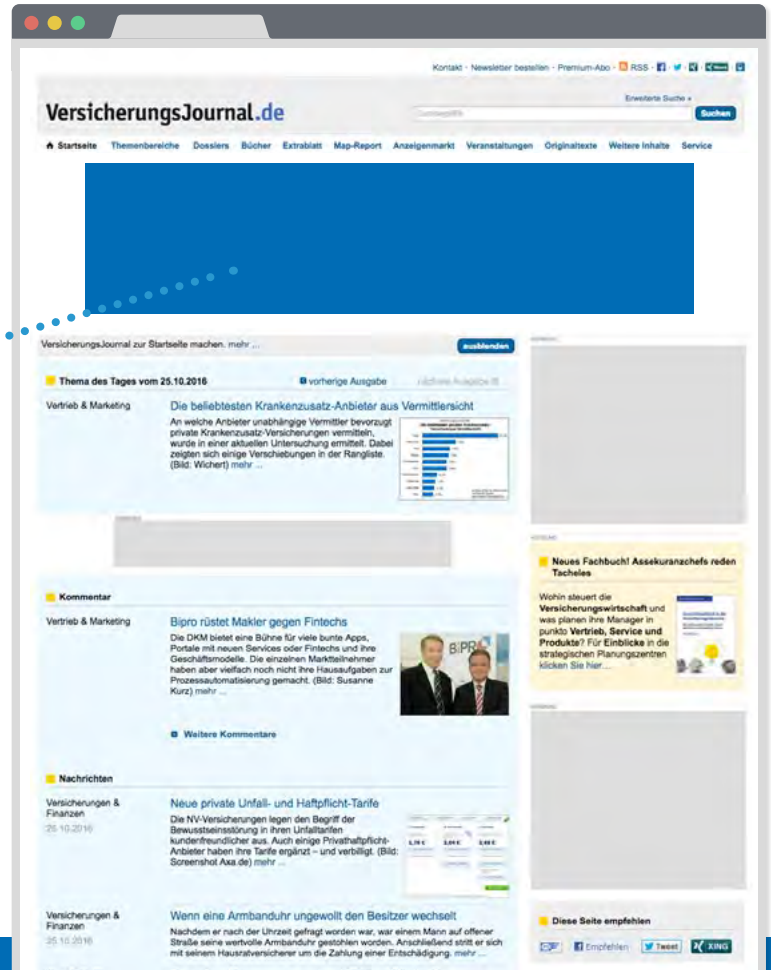 Kontakt · Newsletter bestellen · Premium-Abo · RSS ·
VersicherungsJournal.de
Erweiterte Suche »
Suchen
Startseite Themenbereiche Dossiers Bücher Extrablatt Map-Report Anzeigenmarkt Veranstaltungen Originaltexte Weitere Inhalte Service
VersicherungsJournal zur Startseite machen. mehr ...
ausblenden
Thema des Tages vom 25.10.2016
vorherige Ausgabe
nächste Ausgabe
Vertrieb & Marketing
Die beliebtesten Krankenzusatz-Anbieter aus Vermittlersicht
An welche Anbieter unabhängige Vermittler bevorzugt
private Krankenzusatz-Versicherungen vermitteln,
wurde in einer aktuellen Untersuchung ermittelt. Dabei
zeigten sich einige Verschiebungen in der Rangliste.
(Bild: Wichert) mehr ...
Kommentar
Vertrieb & Marketing
Bipro rüstet Makler gegen Fintechs
Die DKM bietet eine Bühne für viele bunte Apps,
Portale mit neuen Services oder Fintechs und ihre
Geschäftsmodelle. Die einzelnen Marktteilnehmer
haben aber vielfach noch nicht ihre Hausaufgaben zur
Prozessautomatisierung gemacht. (Bild: Susanne
Kurz) mehr ...
BiPRO
Weitere Kommentare
Nachrichten
Versicherungen &
Finanzen
25.10.2016
Neue private Unfall- und Haftpflicht-Tarife
Die NV-Versicherungen legen den Begriff der
Bewusstseinsstörung in ihren Unfalltarifen
kundenfreundlicher aus. Auch einige Privathaftpflicht-
Anbieter haben ihre Tarife ergänzt – und verbilligt. (Bild:
Screenshot Axa.de) mehr ...
Versicherungen &
Finanzen
25.10.2016
Wenn eine Armbanduhr ungewollt den Besitzer wechselt
Nachdem er nach der Uhrzeit gefragt worden war, war einem Mann auf offener
Straße seine wertvolle Armbanduhr gestohlen worden. Anschließend stritt er sich
mit seinem Hausratversicherer um die Zahlung einer Entschädigung. mehr ...
Neues Fachbuch! Assekuranzchefs reden
Tacheles
Wohin steuert die
Versicherungswirtschaft und
was planen ihre Manager in
punkto Vertrieb, Service und
Produkte? Für Einblicke in die
strategischen Planungszentren
klicken Sie hier...
Diese Seite empfehlen
Empfehlen
Tweet
XING